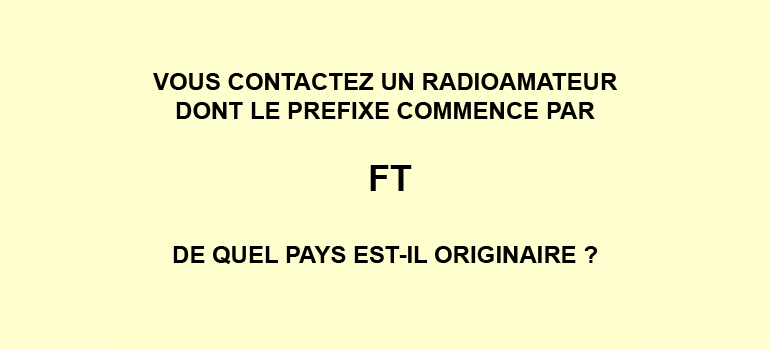 VOUS CONTACTEZ UN RADIOAMATEUR
DONT LE PREFIXE COMMENCE PAR
FT
DE QUEL PAYS EST-IL ORIGINAIRE ?